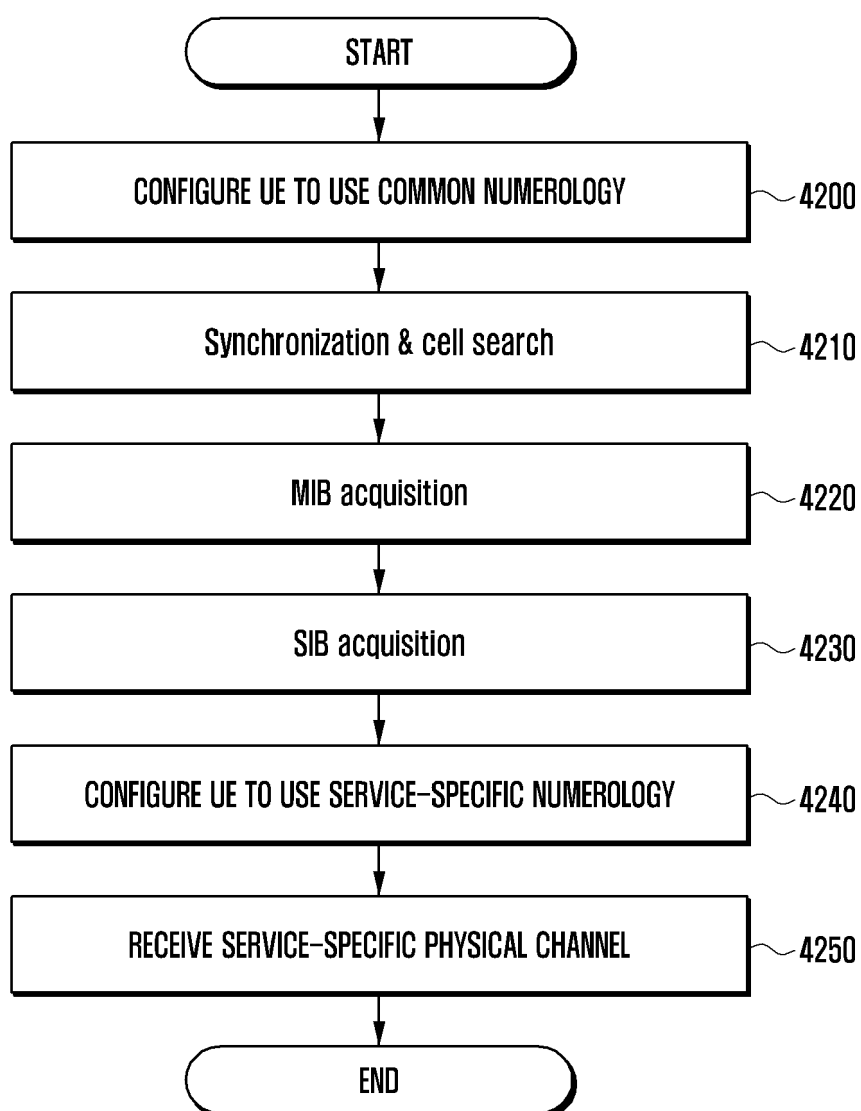 START
CONFIGURE UE TO USE COMMON NUMEROLOGY
4200
Synchronization & cell search
4210
MIB acquisition
4220
SIB acquisition
4230
CONFIGURE UE TO USE SERVICE-SPECIFIC NUMEROLOGY
4240
RECEIVE SERVICE-SPECIFIC PHYSICAL CHANNEL
4250
END